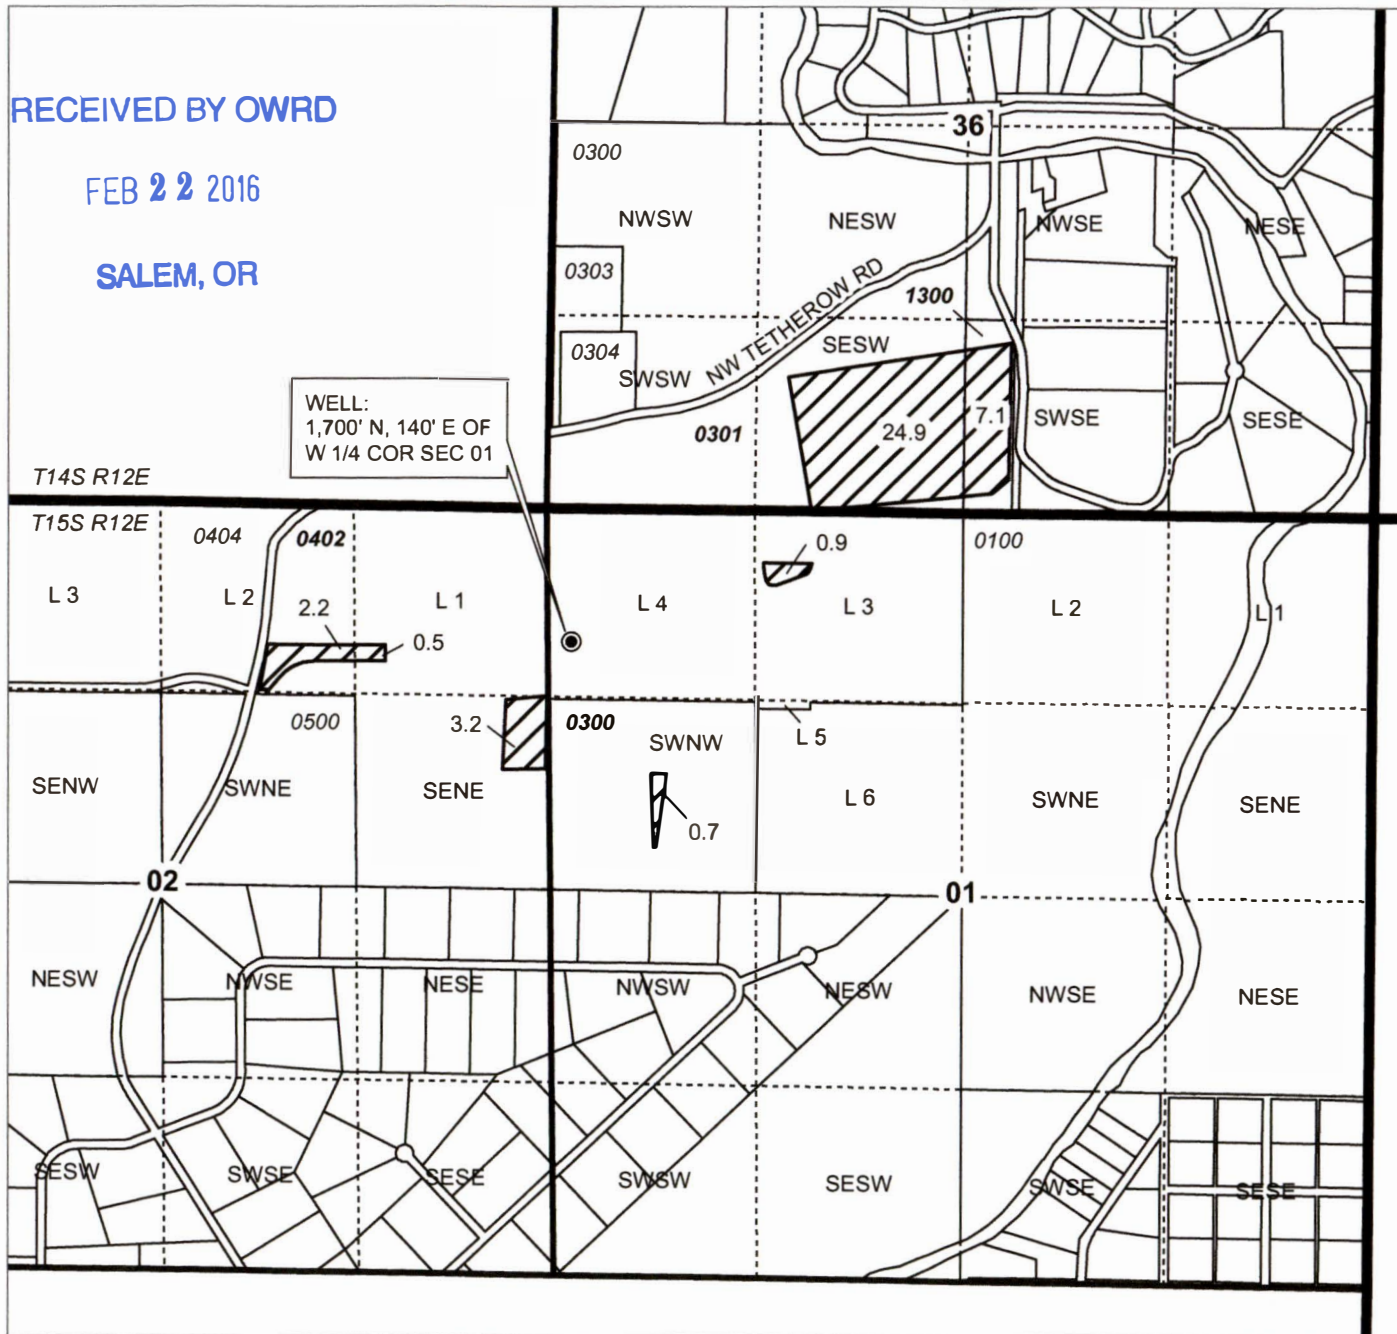 RECEIVED BY OWRD
FEB 22 2016
SALEM, OR
36
0300
NWSW
NESW
NWSE
NESE
0303
NW TETHEROW RD
1300
0304
SWSW
SESW
0301
24.9
7.1
SWSE
SESE
WELL:
1,700' N, 140' E OF
W 1/4 COR SEC 01
T14S R12E
T15S R12E
0404
0402
0.9
0100
L 3
L 2
2.2
L 1
0.5
L 4
L 3
L 2
L 1
0500
3.2
0300
SWNW
L 5
SENW
SWNE
SENE
L 6
SWNE
SENE
0.7
02
01
NESW
NWSE
NESE
NWSW
NESW
NWSE
NESE
SESW
SWSE
SESE
SWSW
SESW
SWSE
SESE